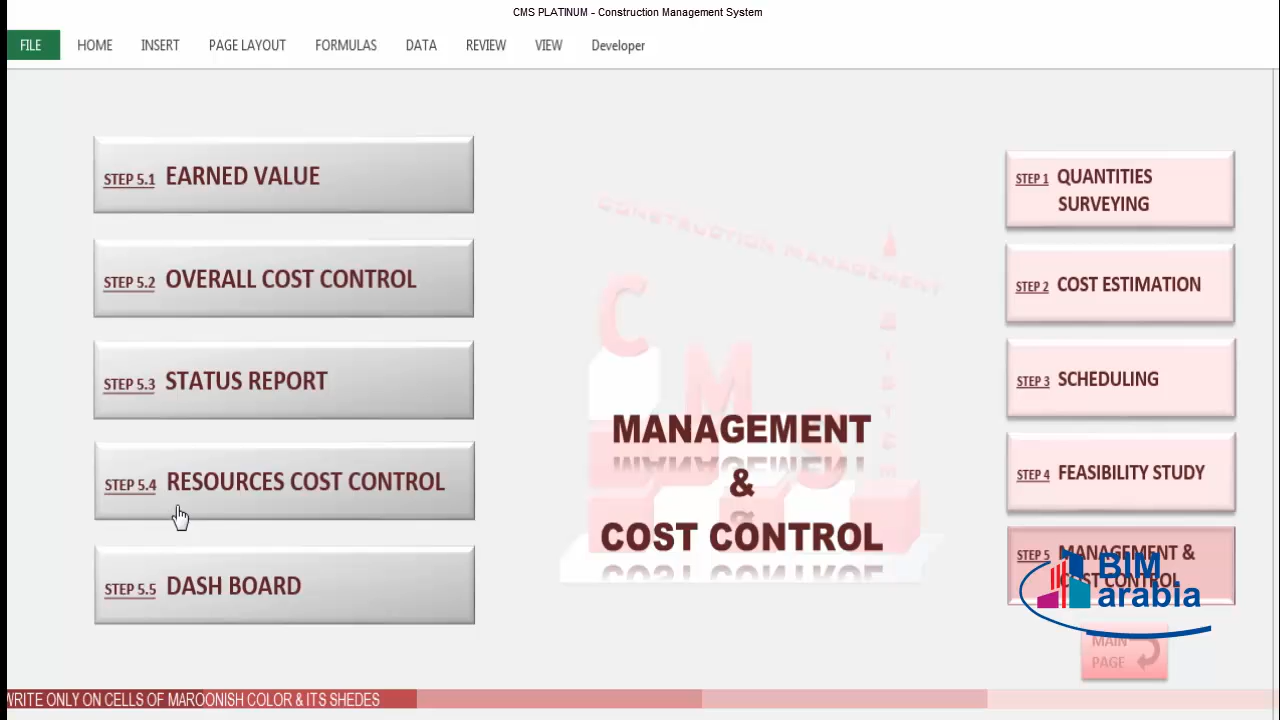 CMS PLATINUM - Construction Management System
FILE HOME INSERT PAGE LAYOUT FORMULAS DATA REVIEW VIEW Developer
STEP 5.1 EARNED VALUE
STEP 5.2 OVERALL COST CONTROL
STEP 5.3 STATUS REPORT
STEP 5.4 RESOURCES COST CONTROL
STEP 5.5 DASH BOARD
CONSTRUCTION MANAGEMENT
C
M
S
MANAGEMENT
&
COST CONTROL
STEP 1 QUANTITIES
SURVEYING
STEP 2 COST ESTIMATION
STEP 3 SCHEDULING
STEP 4 FEASIBILITY STUDY
STEP 5 MANAGEMENT &
COST CONTROL
BIM
arabia
MAIN
PAGE
WRITE ONLY ON CELLS OF MAROONISH COLOR & ITS SHEDES